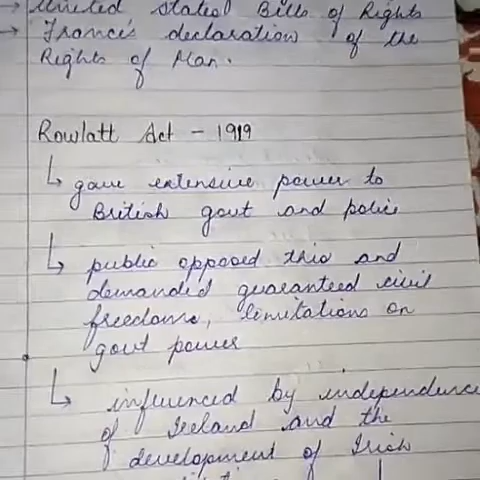 → United States Bills of Rights
→ France's declaration of the
Rights of Man.
Rowlatt Act - 1919
↳ gave extensive power to
British govt and police
↳ public opposed this and
demanded guaranteed civil
freedoms, limitations on
govt power
↳ influenced by independence
of Ireland and the
development of Irish